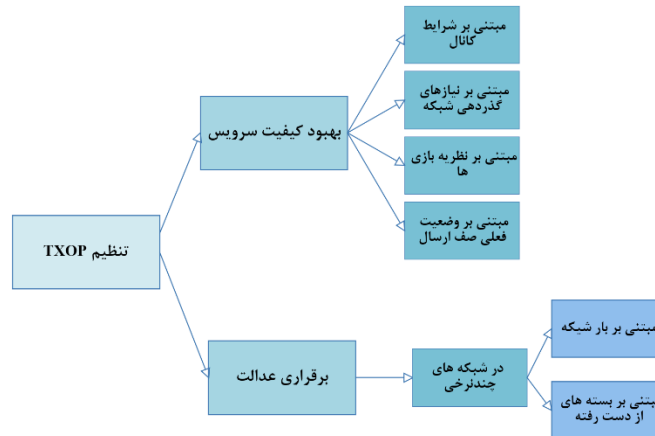 مبتنی بر شرایط
کانال
مبتنی بر نیازهای
گذردهی شبکه
بهبود کیفیت سرویس
مبتنی بر نظریه بازی
ها
مبتنی بر وضعیت
فعلی صف ارسال
تنظیم TXOP
مبتنی بر بار شبکه
برقراری عدالت
در شبکه های
چندنرخی
مبتنی بر بسته های
از دست رفته